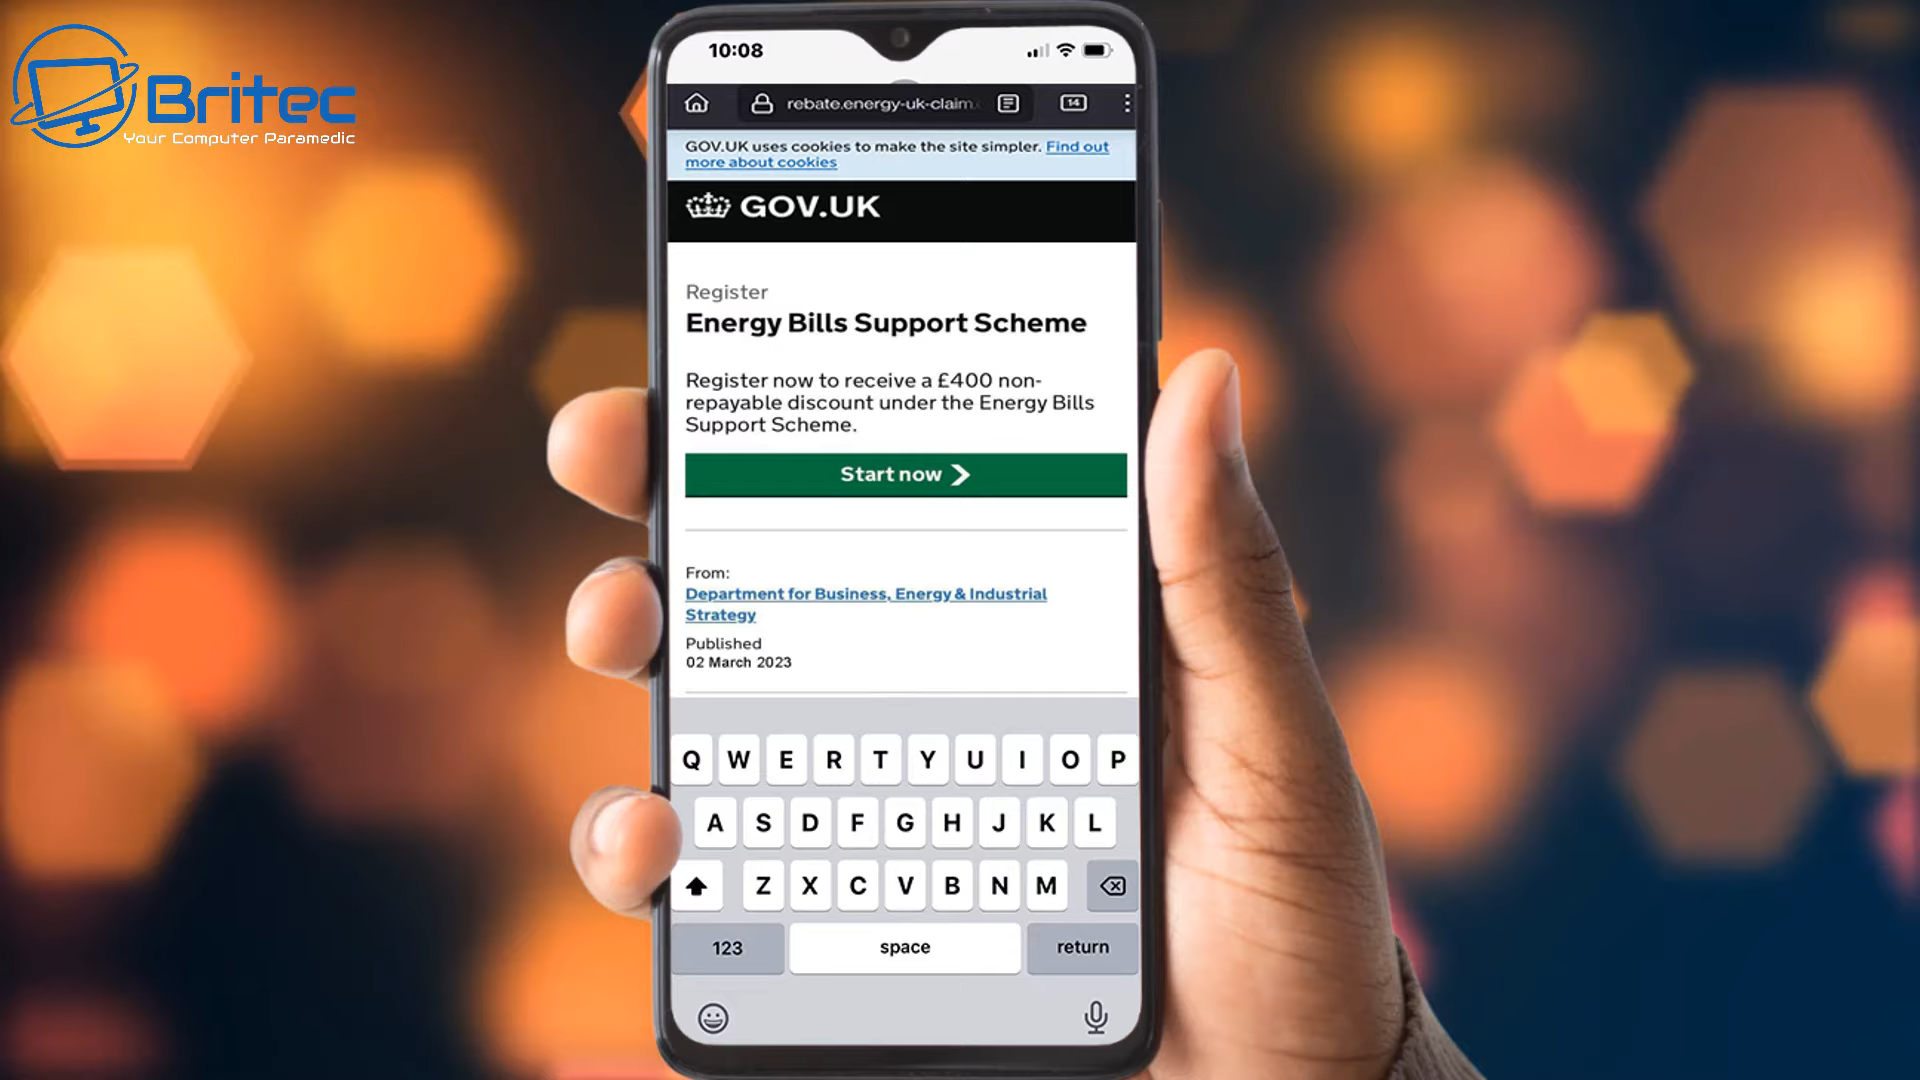 Britec
Your Computer Paramedic
10:08
rebate.energy-uk-claim.
14
GOV.UK uses cookies to make the site simpler. Find out
more about cookies
GOV.UK
Register
Energy Bills Support Scheme
Register now to receive a £400 non-
repayable discount under the Energy Bills
Support Scheme.
Start now
From:
Department for Business, Energy & Industrial
Strategy
Published
02 March 2023
Q W E R T Y U I O P
A S D F G H J K L
Z X C V B N M
123 space return